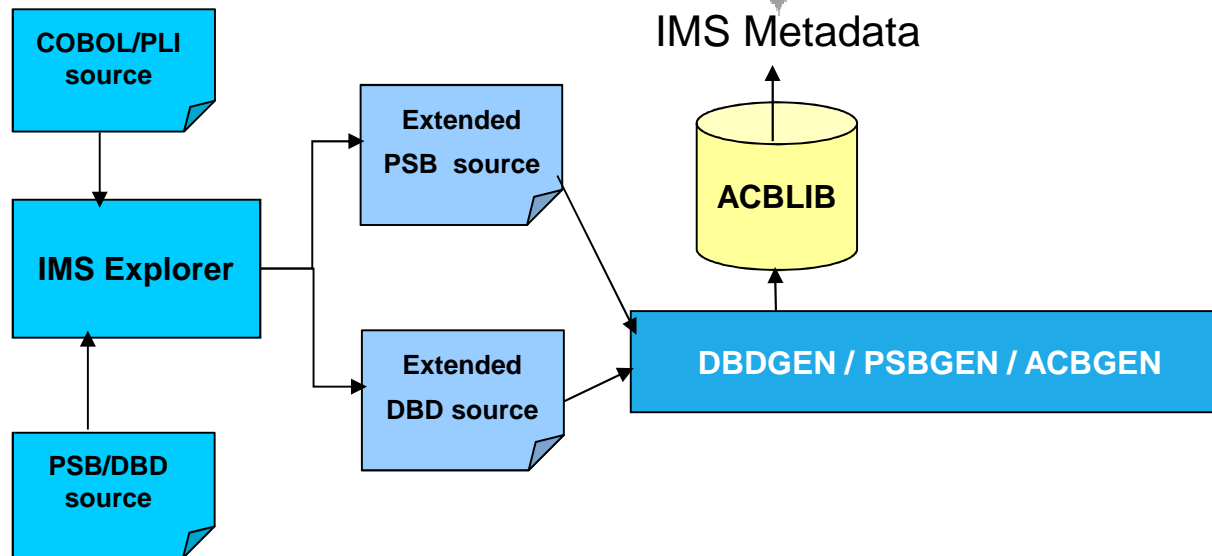 COBOL/PLI
source
IMS Metadata
Extended
PSB source
ACBLIB
IMS Explorer
Extended
DBD source
DBDGEN / PSBGEN / ACBGEN
PSB/DBD
source